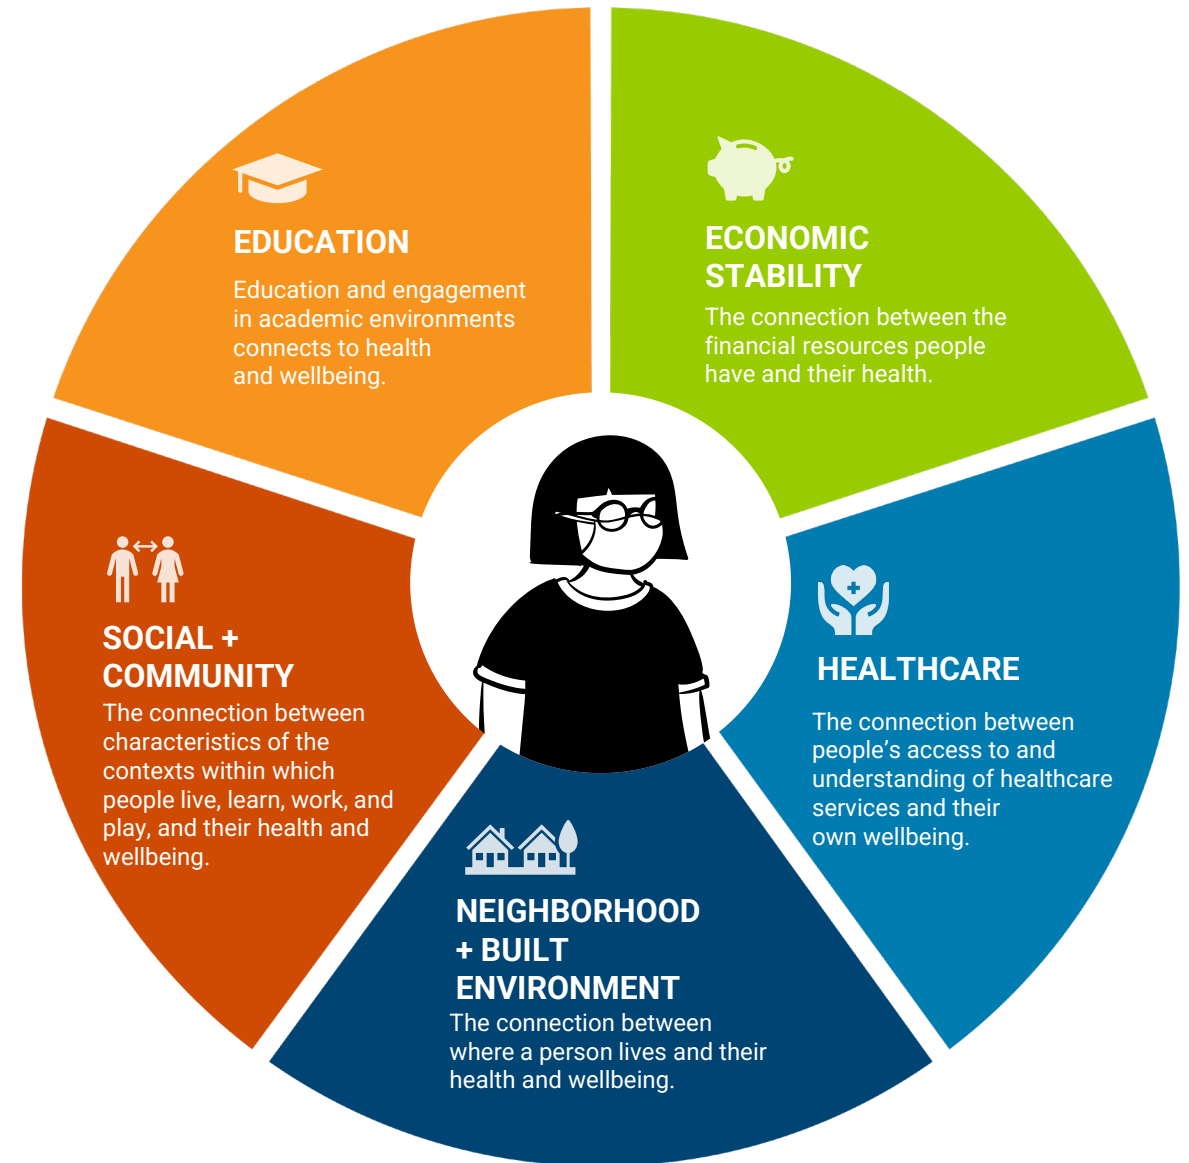 EDUCATION
Education and engagement
in academic environments
connects to health
and wellbeing.
ECONOMIC
STABILITY
The connection between the
financial resources people
have and their health.
SOCIAL +
COMMUNITY
The connection between
characteristics of the
contexts within which
people live, learn, work, and
play, and their health and
wellbeing.
HEALTHCARE
The connection between
people’s access to and
understanding of healthcare
services and their
own wellbeing.
NEIGHBORHOOD
+ BUILT
ENVIRONMENT
The connection between
where a person lives and their
health and wellbeing.